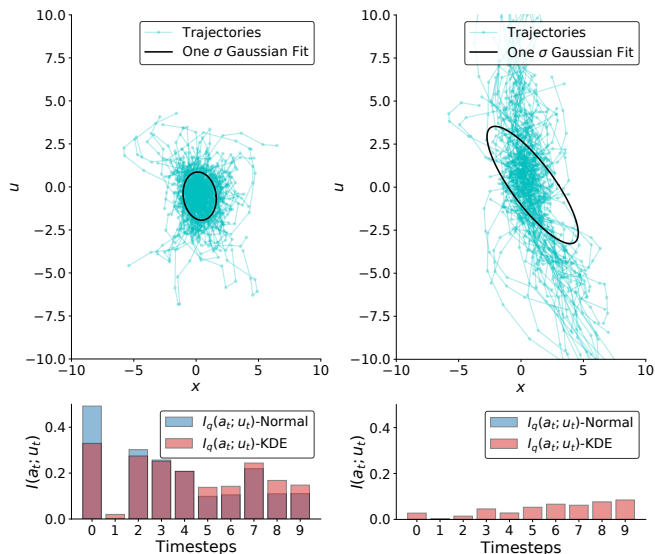 10.0
7.5
5.0
2.5
0.0
−2.5
−5.0
−7.5
−10.0
u
−10 −5 0 5 10
x
Trajectories
One σ Gaussian Fit
10.0
7.5
5.0
2.5
0.0
−2.5
−5.0
−7.5
−10.0
u
−10 −5 0 5 10
x
Trajectories
One σ Gaussian Fit
I(a_t; u_t)
0.4
0.2
0.0
I_q(a_t; u_t)-Normal
I_q(a_t; u_t)-KDE
0 1 2 3 4 5 6 7 8 9
Timesteps
I(a_t; u_t)
0.4
0.2
0.0
I_q(a_t; u_t)-Normal
I_q(a_t; u_t)-KDE
0 1 2 3 4 5 6 7 8 9
Timesteps